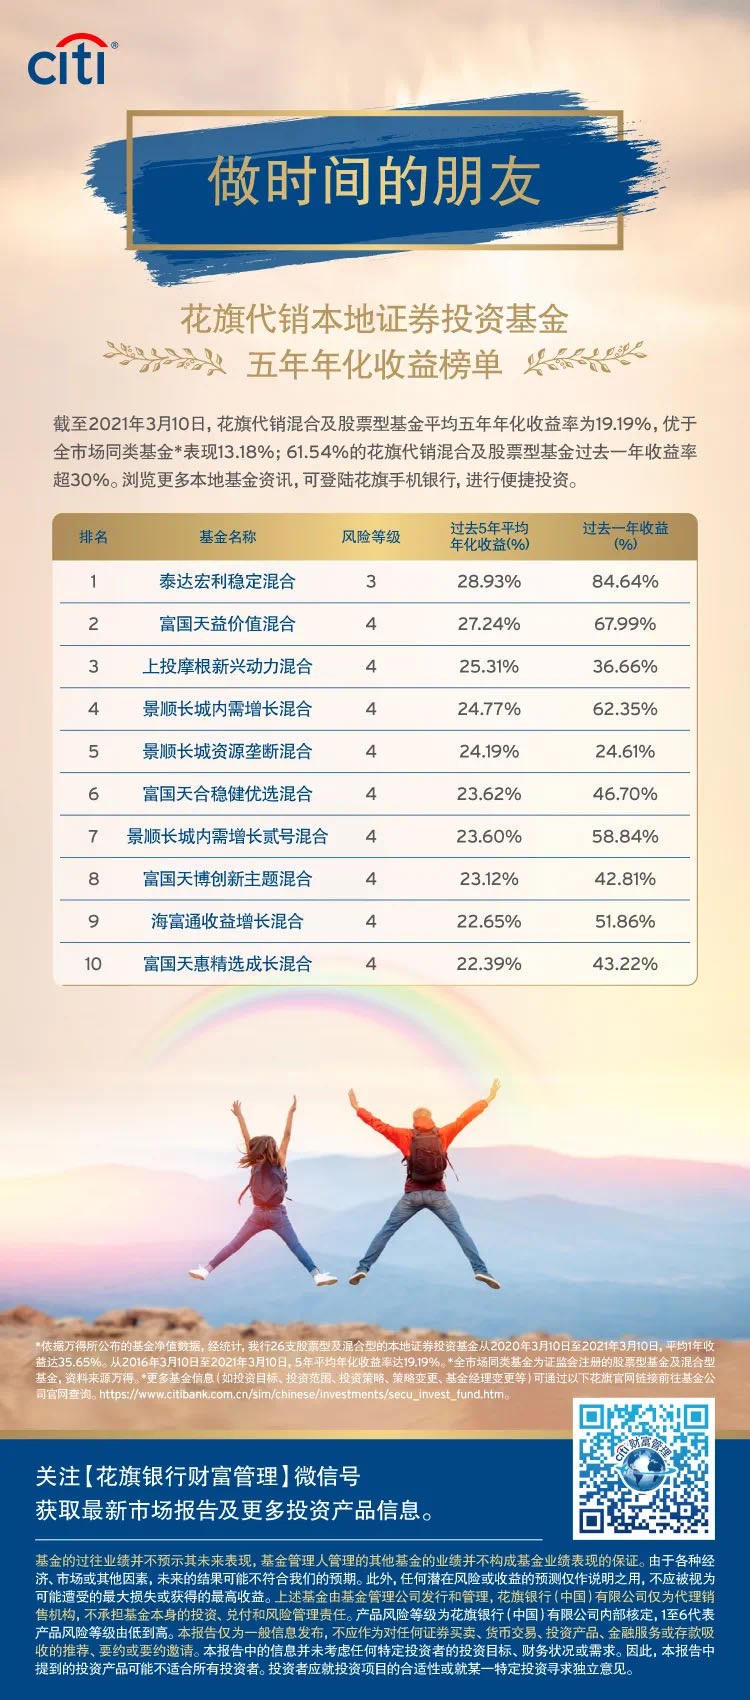 citi®
做时间的朋友
花旗代销本地证券投资基金
五年年化收益榜单
截至2021年3月10日，花旗代销混合及股票型基金平均五年年化收益率为19.19%，优于
全市场同类基金*表现13.18%；61.54%的花旗代销混合及股票型基金过去一年收益率
超30%。浏览更多本地基金资讯，可登陆花旗手机银行，进行便捷投资。
排名 基金名称 风险等级 过去5年平均年化收益(%) 过去一年收益(%)
1 泰达宏利稳定混合 3 28.93% 84.64%
2 富国天益价值混合 4 27.24% 67.99%
3 上投摩根新兴动力混合 4 25.31% 36.66%
4 景顺长城内需增长混合 4 24.77% 62.35%
5 景顺长城资源垄断混合 4 24.19% 24.61%
6 富国天合稳健优选混合 4 23.62% 46.70%
7 景顺长城内需增长贰号混合 4 23.60% 58.84%
8 富国天博创新主题混合 4 23.12% 42.81%
9 海富通收益增长混合 4 22.65% 51.86%
10 富国天惠精选成长混合 4 22.39% 43.22%
*依据万得所公布的基金净值数据，经统计，我行26支股票型及混合型的本地证券投资基金从2020年3月10日至2021年3月10日，平均1年收
益达35.65%。从2016年3月10日至2021年3月10日，5年平均年化收益率达19.19%。*全市场同类基金为证监会注册的股票型基金及混合型
基金，资料来源万得。*更多基金信息（如投资目标、投资范围、投资策略、策略变更、基金经理变更等）可通过以下花旗官网链接前往基金公
司官网查询。https://www.citibank.com.cn/sim/chinese/investments/secu_invest_fund.htm。
citi 财富管理
关注【花旗银行财富管理】微信号
获取最新市场报告及更多投资产品信息。
基金的过往业绩并不预示其未来表现，基金管理人管理的其他基金的业绩并不构成基金业绩表现的保证。由于各种经
济、市场或其他因素，未来的结果可能不符合我们的预期。此外，任何潜在风险或收益的预测仅作说明之用，不应被视为
可能遭受的最大损失或获得的最高收益。上述基金由基金管理公司发行和管理，花旗银行（中国）有限公司仅为代理销
售机构，不承担基金本身的投资、兑付和风险管理责任。产品风险等级为花旗银行（中国）有限公司内部核定，1至6代表
产品风险等级由低到高。本报告仅为一般信息发布，不应作为对任何证券买卖、货币交易、投资产品、金融服务或存款吸
收的推荐、要约或要约邀请。本报告中的信息并未考虑任何特定投资者的投资目标、财务状况或需求。因此，本报告中
提到的投资产品可能不适合所有投资者。投资者应就投资项目的合适性或就某一特定投资寻求独立意见。